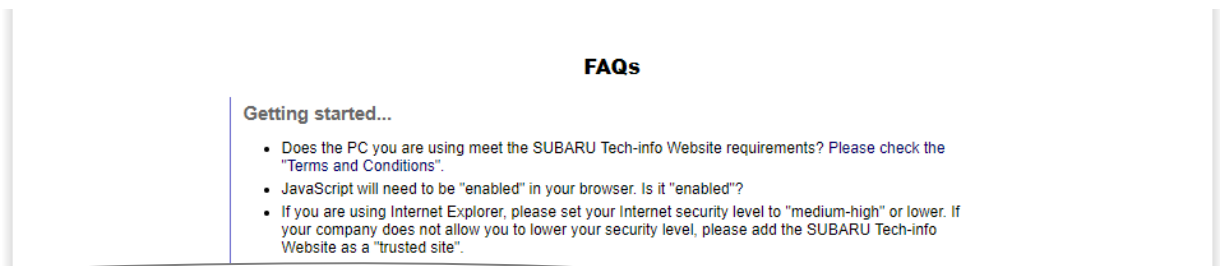 FAQs
Getting started...
• Does the PC you are using meet the SUBARU Tech-info Website requirements? Please check the
"Terms and Conditions".
• JavaScript will need to be "enabled" in your browser. Is it "enabled"?
• If you are using Internet Explorer, please set your Internet security level to "medium-high" or lower. If
your company does not allow you to lower your security level, please add the SUBARU Tech-info
Website as a "trusted site".